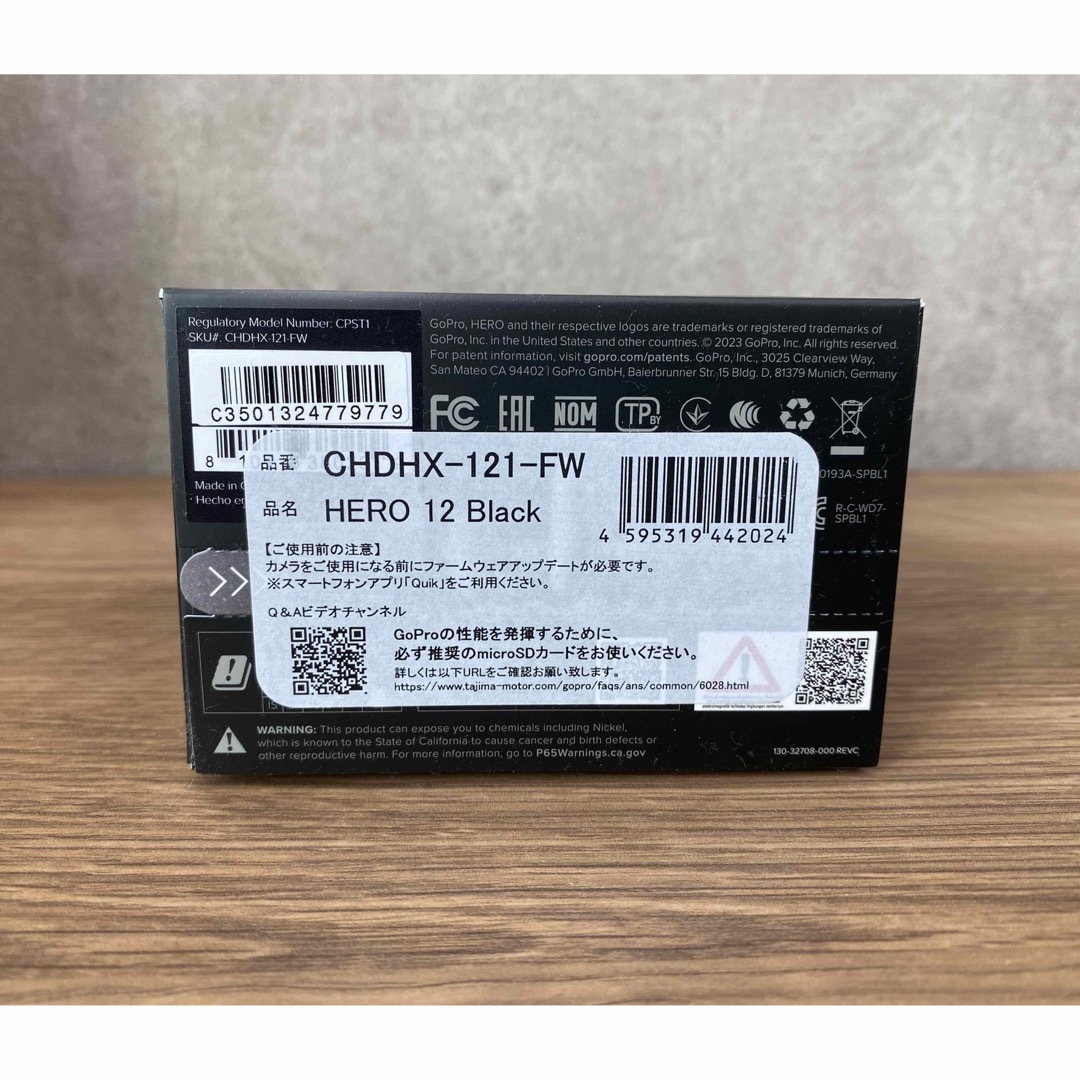 Regulatory Model Number: CPST1
SKU#: CHDHX-121-FW
C3501324779779
GoPro, HERO and their respective logos are trademarks or registered trademarks of
GoPro, Inc. in the United States and other countries. © 2023 GoPro, Inc. All rights reserved.
For patent information, visit gopro.com/patents. GoPro, Inc., 3025 Clearview Way,
San Mateo CA 94402 | GoPro GmbH, Baierbrunner Str. 15 Bldg. D, 81379 Munich, Germany
FC EAC NOM TP BY
Made in
Hecho en
0193A-SPBL1
R-C-WD7-
SPBL1
品番 CHDHX-121-FW
品名 HERO 12 Black
4 595319 442024
【ご使用前の注意】
カメラをご使用になる前にファームウェアアップデートが必要です。
※スマートフォンアプリ「Quik」をご利用ください。
Q&Aビデオチャンネル
GoProの性能を発揮するために、
必ず推奨のmicroSDカードをお使いください。
詳しくは以下URLをご確認お願い致します。
https://www.tajima-motor.com/gopro/faqs/ans/common/6028.html
WARNING: This product can expose you to chemicals including Nickel,
which is known to the State of California to cause cancer and birth defects or
other reproductive harm. For more information, go to P65Warnings.ca.gov
130-32708-000 REVC